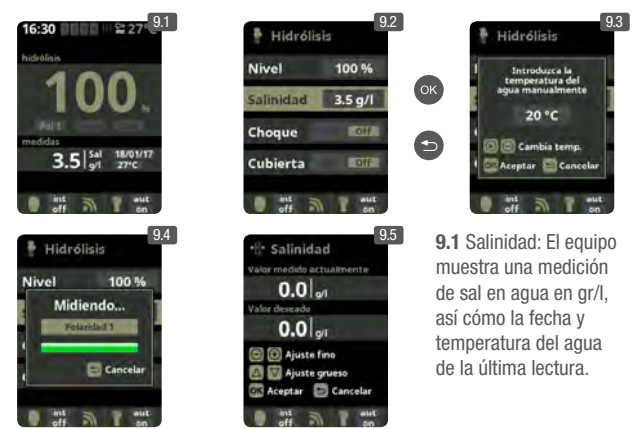 9.1
16:30 27°
hidrólisis
100 %
Pol 1
medidas
3.5 Sal g/l 18/01/17 27°C
int off aut on
9.2
Hidrólisis
Nivel 100 %
Salinidad 3.5 g/l
Choque Off
Cubierta Off
int off aut on
OK
9.3
Hidrólisis
Introduzca la
temperatura del
agua manualmente
20 °C
Cambia temp.
OK Aceptar Cancelar
int off aut on
9.4
Hidrólisis
Nivel 100 %
Midiendo...
Polaridad 1
Cancelar
int off aut on
9.5
Salinidad
Valor medido actualmente
0.0 g/l
Valor deseado
0.0 g/l
Ajuste fino
Ajuste grueso
OK Aceptar Cancelar
int off aut on
9.1 Salinidad: El equipo
muestra una medición
de sal en agua en gr/l,
así cómo la fecha y
temperatura del agua
de la última lectura.